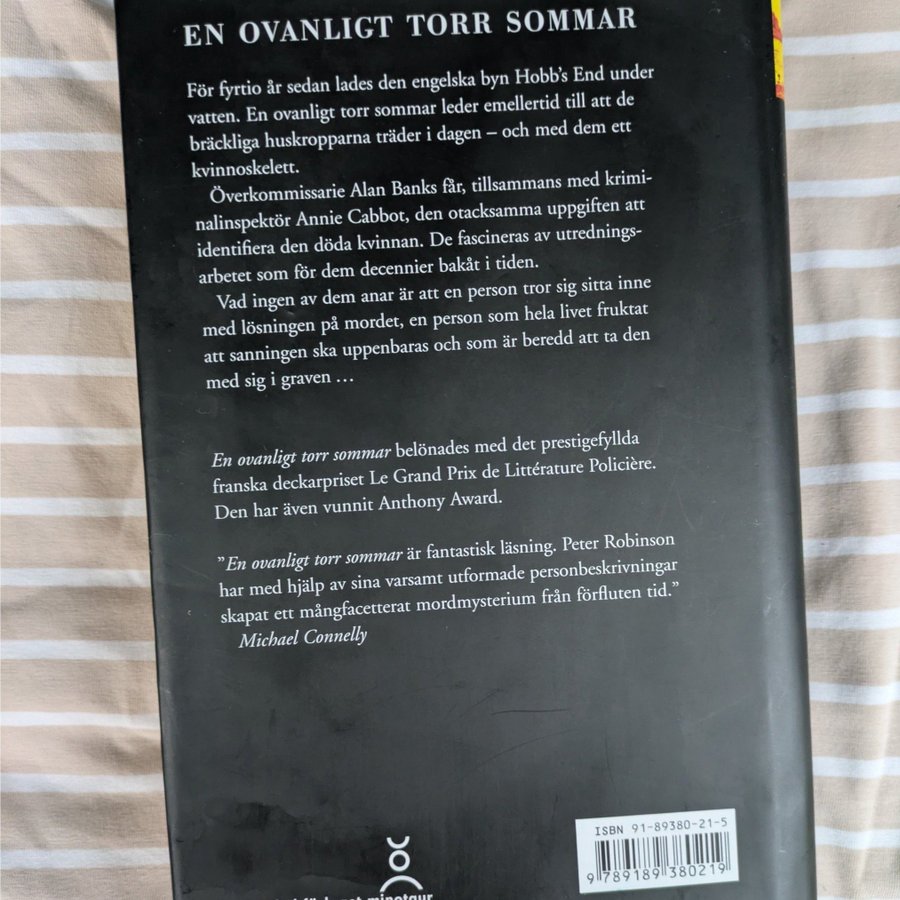 EN OVANLIGT TORR SOMMAR
För fyrtio år sedan lades den engelska byn Hobb's End under
vatten. En ovanligt torr sommar leder emellertid till att de
bräckliga huskropparna träder i dagen – och med dem ett
kvinnoskelett.
Överkommissarie Alan Banks får, tillsammans med krimi-
nalinspektör Annie Cabbot, den otacksamma uppgiften att
identifiera den döda kvinnan. De fascineras av utrednings-
arbetet som för dem decennier bakåt i tiden.
Vad ingen av dem anar är att en person tror sig sitta inne
med lösningen på mordet, en person som hela livet fruktat
att sanningen ska uppenbaras och som är beredd att ta den
med sig i graven …
En ovanligt torr sommar belönades med det prestigefyllda
franska deckarpriset Le Grand Prix de Littérature Policière.
Den har även vunnit Anthony Award.
”En ovanligt torr sommar är fantastisk läsning. Peter Robinson
har med hjälp av sina varsamt utformade personbeskrivningar
skapat ett mångfacetterat mordmysterium från förfluten tid.”
Michael Connelly
ISBN 91-89380-21-5
9 789189 380219
minotaur